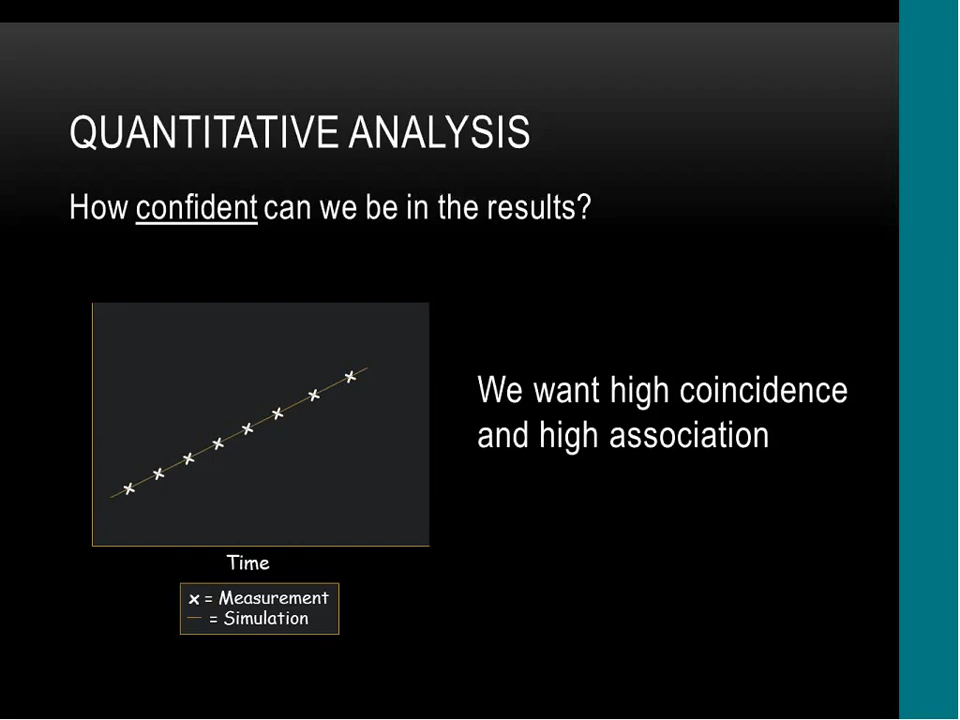 QUANTITATIVE ANALYSIS
How confident can we be in the results?
We want high coincidence
and high association
Time
x = Measurement
— = Simulation